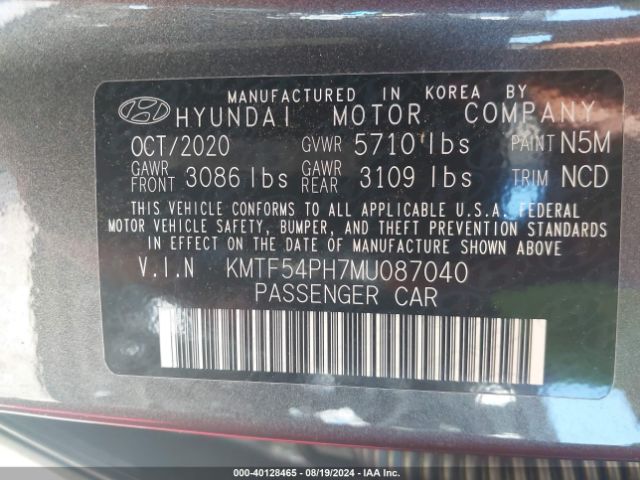 MANUFACTURED IN KOREA BY
HYUNDAI MOTOR COMPANY
OCT/2020 GVWR 5710 lbs PAINT N5M
GAWR FRONT 3086 lbs GAWR REAR 3109 lbs TRIM NCD
THIS VEHICLE CONFORMS TO ALL APPLICABLE U.S.A. FEDERAL
MOTOR VEHICLE SAFETY, BUMPER, AND THEFT PREVENTION STANDARDS
IN EFFECT ON THE DATE OF MANUFACTURE SHOWN ABOVE
V.I.N KMTF54PH7MU087040
PASSENGER CAR
000-40128465 - 08/19/2024 - IAA Inc.